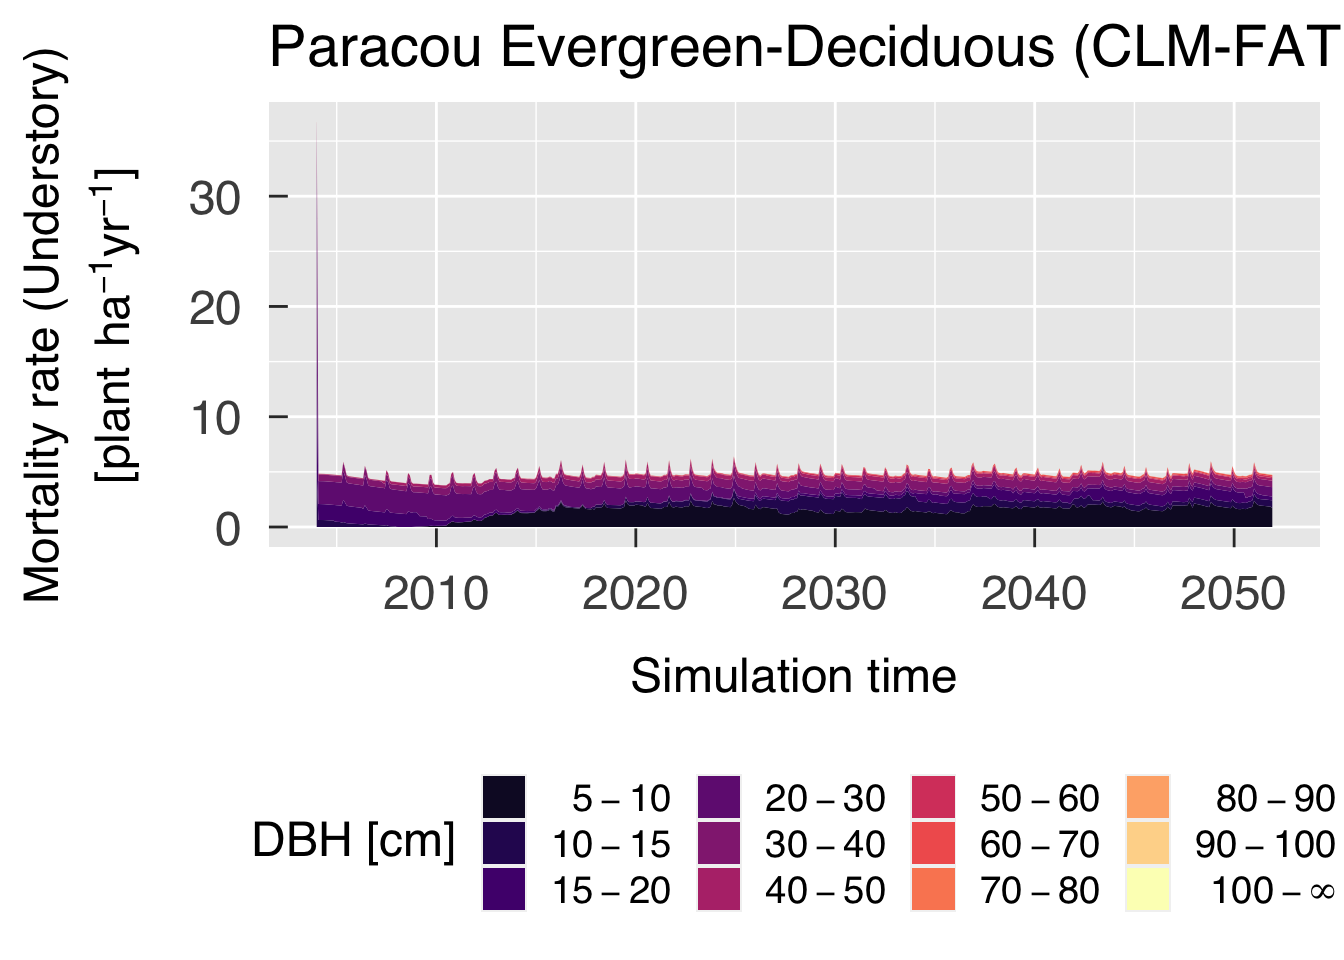 Paracou Evergreen-Deciduous (CLM-FAT
Mortality rate (Understory)
[plant ha⁻¹yr⁻¹]
30
20
10
0
2010 2020 2030 2040 2050
Simulation time
DBH [cm]
5 – 10 20 – 30 50 – 60 80 – 90
10 – 15 30 – 40 60 – 70 90 – 100
15 – 20 40 – 50 70 – 80 100 – ∞